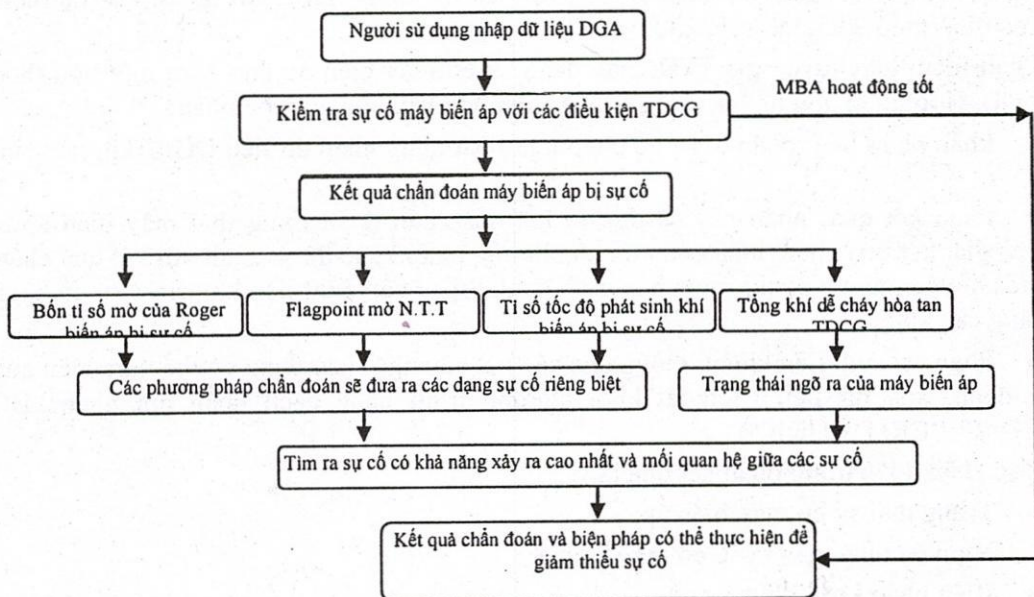 Người sử dụng nhập dữ liệu DGA
MBA hoạt động tốt
Kiểm tra sự cố máy biến áp với các điều kiện TDCG
Kết quả chẩn đoán máy biến áp bị sự cố
Bốn tỉ số mờ của Roger
biến áp bị sự cố
Flagpoint mờ N.T.T
Tỉ số tốc độ phát sinh khí
biến áp bị sự cố
Tổng khí dễ cháy hòa tan
TDCG
Các phương pháp chẩn đoán sẽ đưa ra các dạng sự cố riêng biệt
Trạng thái ngõ ra của máy biến áp
Tìm ra sự cố có khả năng xảy ra cao nhất và mối quan hệ giữa các sự cố
Kết quả chẩn đoán và biện pháp có thể thực hiện để
giảm thiểu sự cố